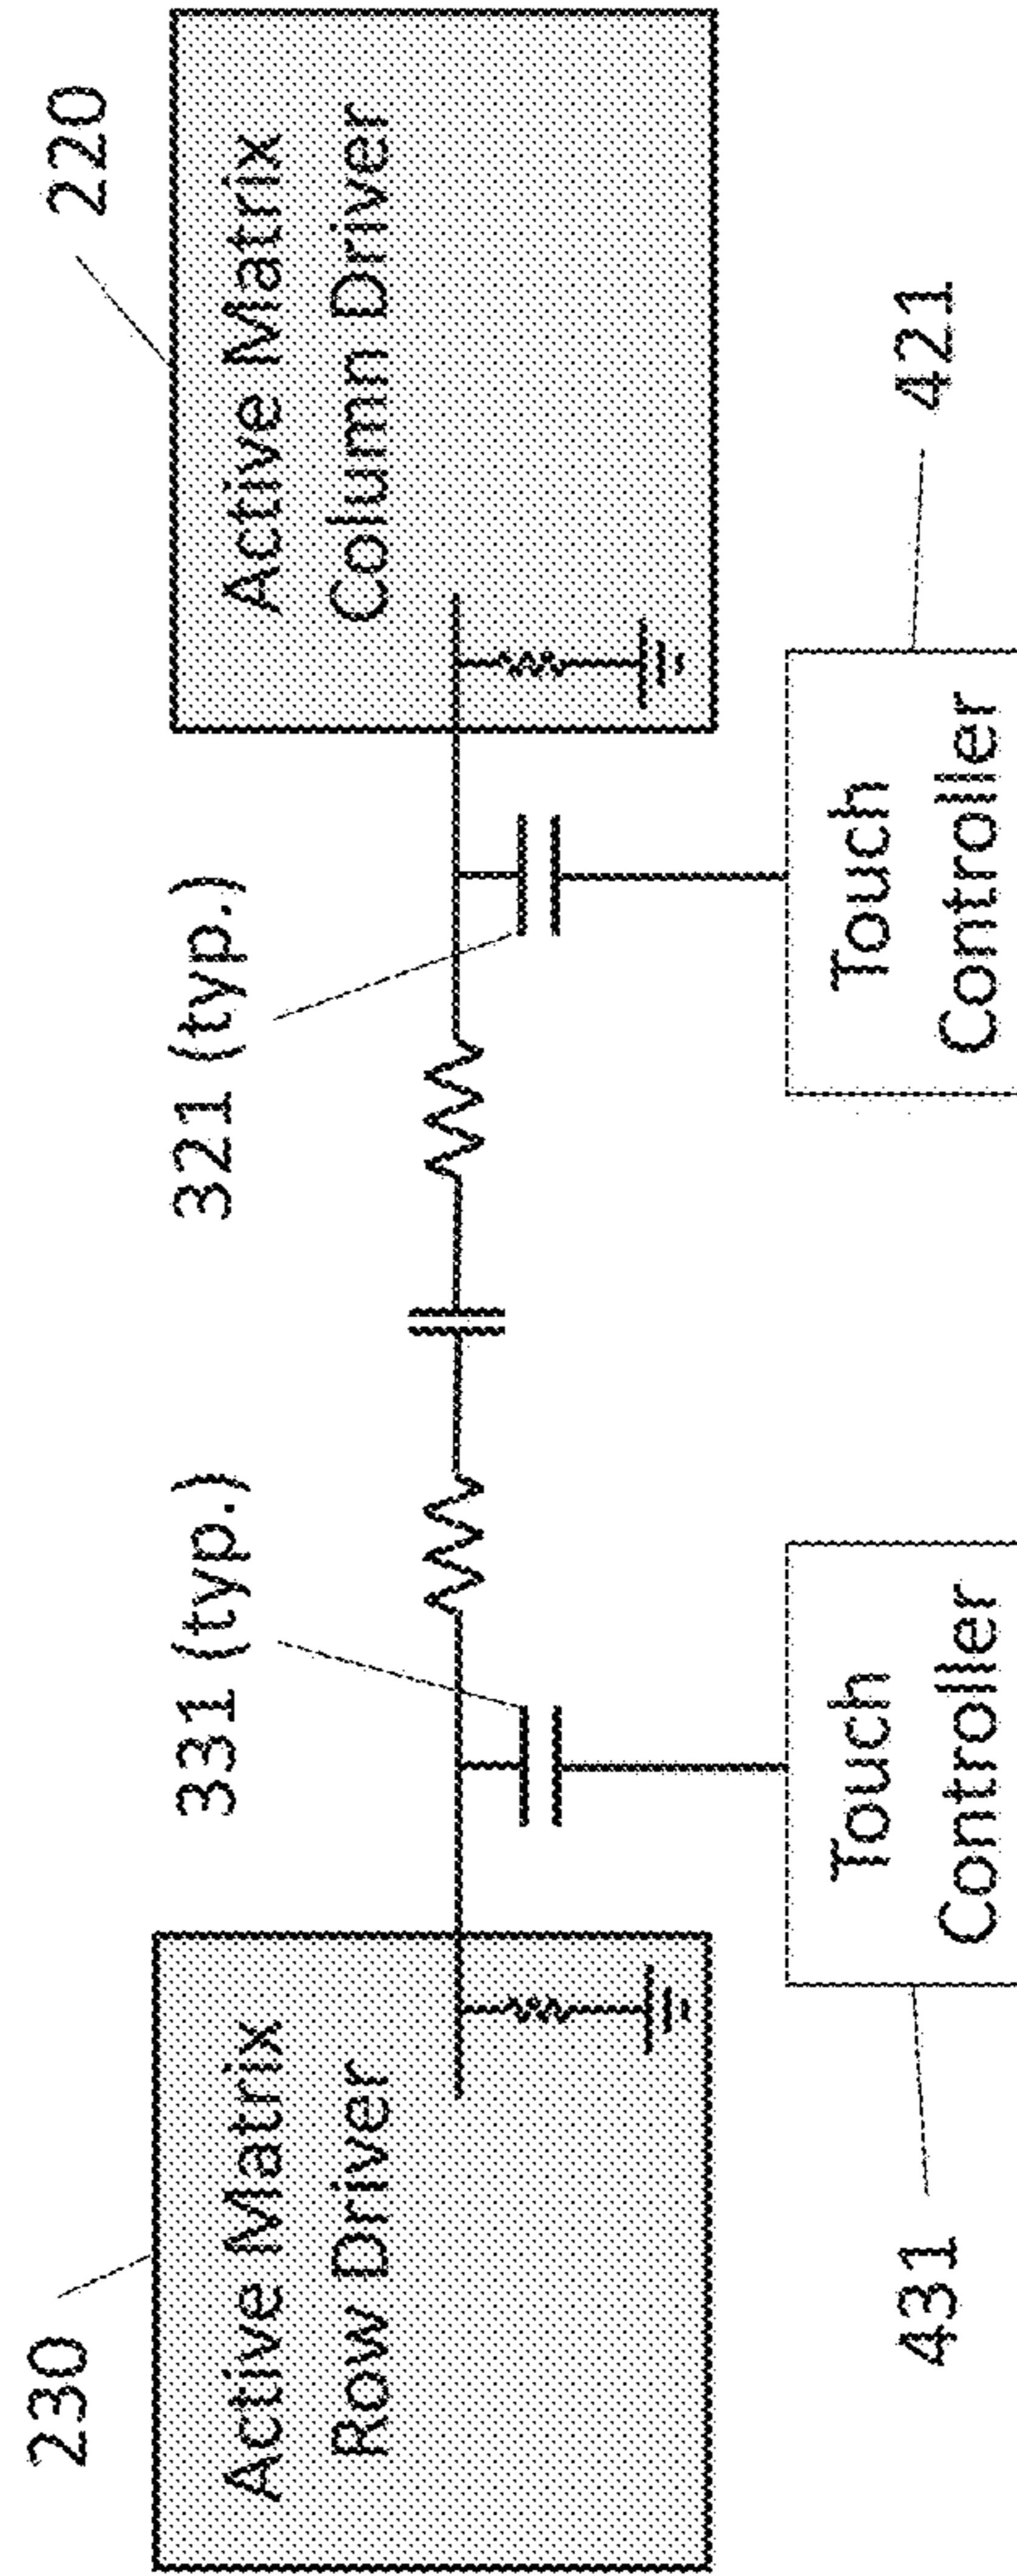 230
Active Matrix
Row Driver
331 (typ.)
321 (typ.)
220
Active Matrix
Column Driver
431
Touch
Controller
Touch
Controller
421